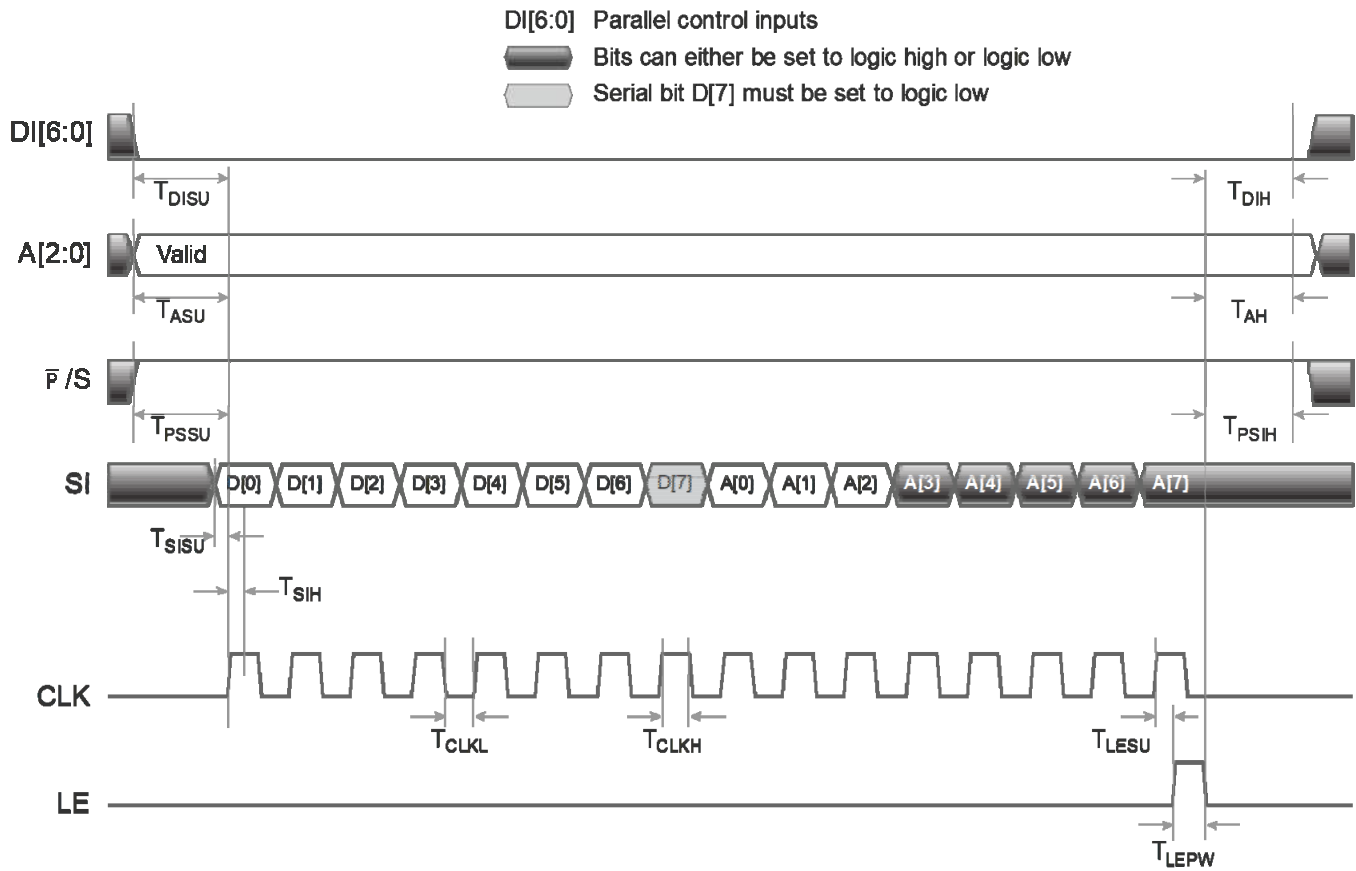 DI[6:0] Parallel control inputs
Bits can either be set to logic high or logic low
Serial bit D[7] must be set to logic low
DI[6:0]
TDISU TDIH
A[2:0] Valid
TASU TAH
P̅/S
TPSSU TPSIH
SI D[0] D[1] D[2] D[3] D[4] D[5] D[6] D[7] A[0] A[1] A[2] A[3] A[4] A[5] A[6] A[7]
TSISU
TSIH
CLK
TCLKL TCLKH TLESU
LE
TLEPW